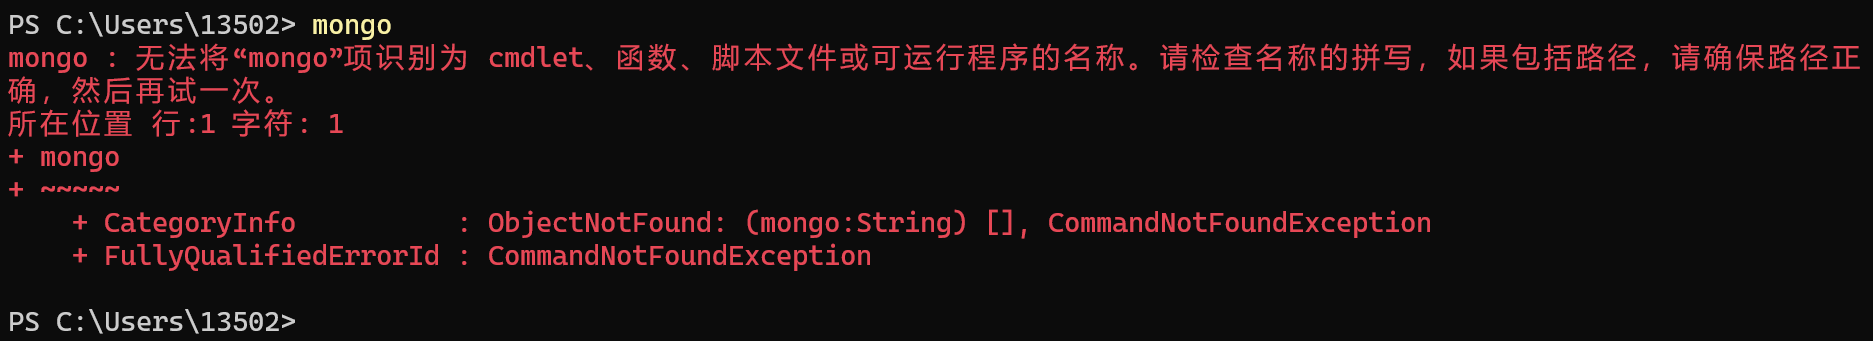 PS C:\Users\13502> mongo
mongo : 无法将“mongo”项识别为 cmdlet、函数、脚本文件或可运行程序的名称。请检查名称的拼写，如果包括路径，请确保路径正
确，然后再试一次。
所在位置 行:1 字符: 1
+ mongo
+ ~~~~~
    + CategoryInfo          : ObjectNotFound: (mongo:String) [], CommandNotFoundException
    + FullyQualifiedErrorId : CommandNotFoundException
PS C:\Users\13502>